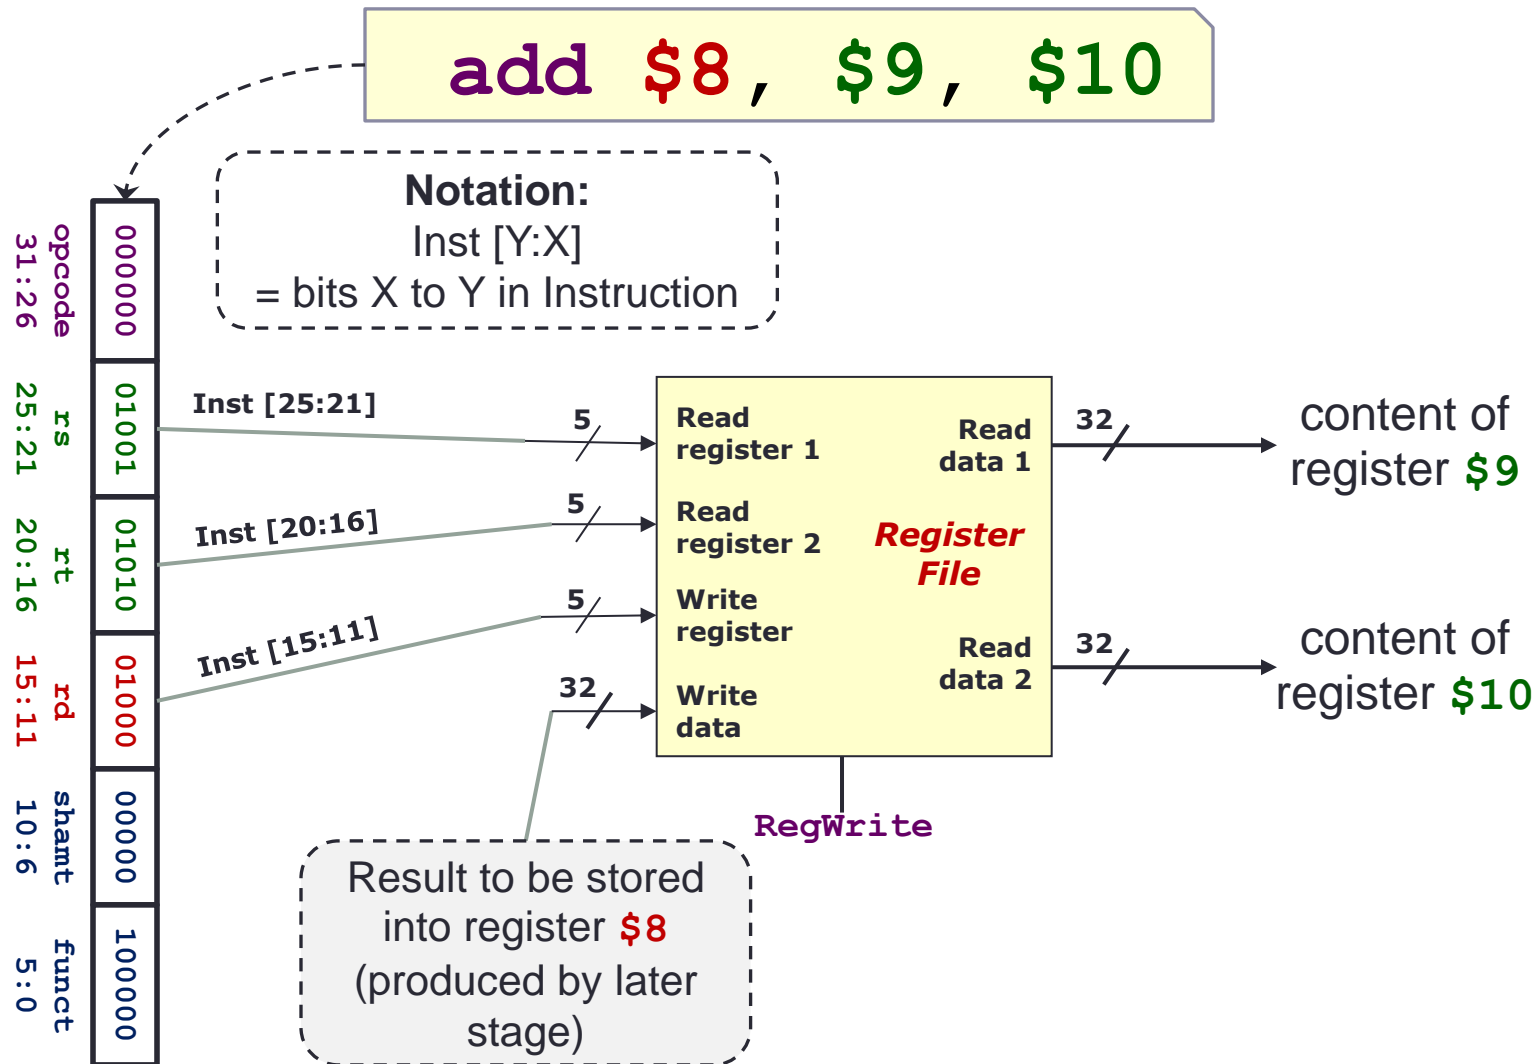 add $8, $9, $10
Notation:
Inst [Y:X]
= bits X to Y in Instruction
opcode
31:26
000000
rs
25:21
01001
rt
20:16
01010
rd
15:11
01000
shamt
10:6
00000
funct
5:0
100000
Inst [25:21]
5
Inst [20:16]
5
Inst [15:11]
5
32
Read
register 1
Read
register 2
Write
register
Write
data
Read
data 1
Register
File
Read
data 2
32
content of
register $9
32
content of
register $10
RegWrite
Result to be stored
into register $8
(produced by later
stage)